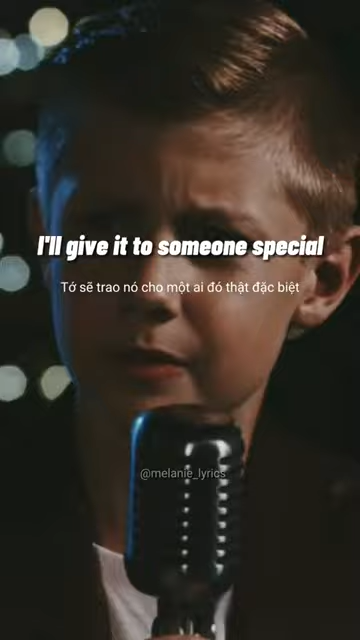 I'll give it to someone special
Tớ sẽ trao nó cho một ai đó thật đặc biệt
@melanie_lyrics